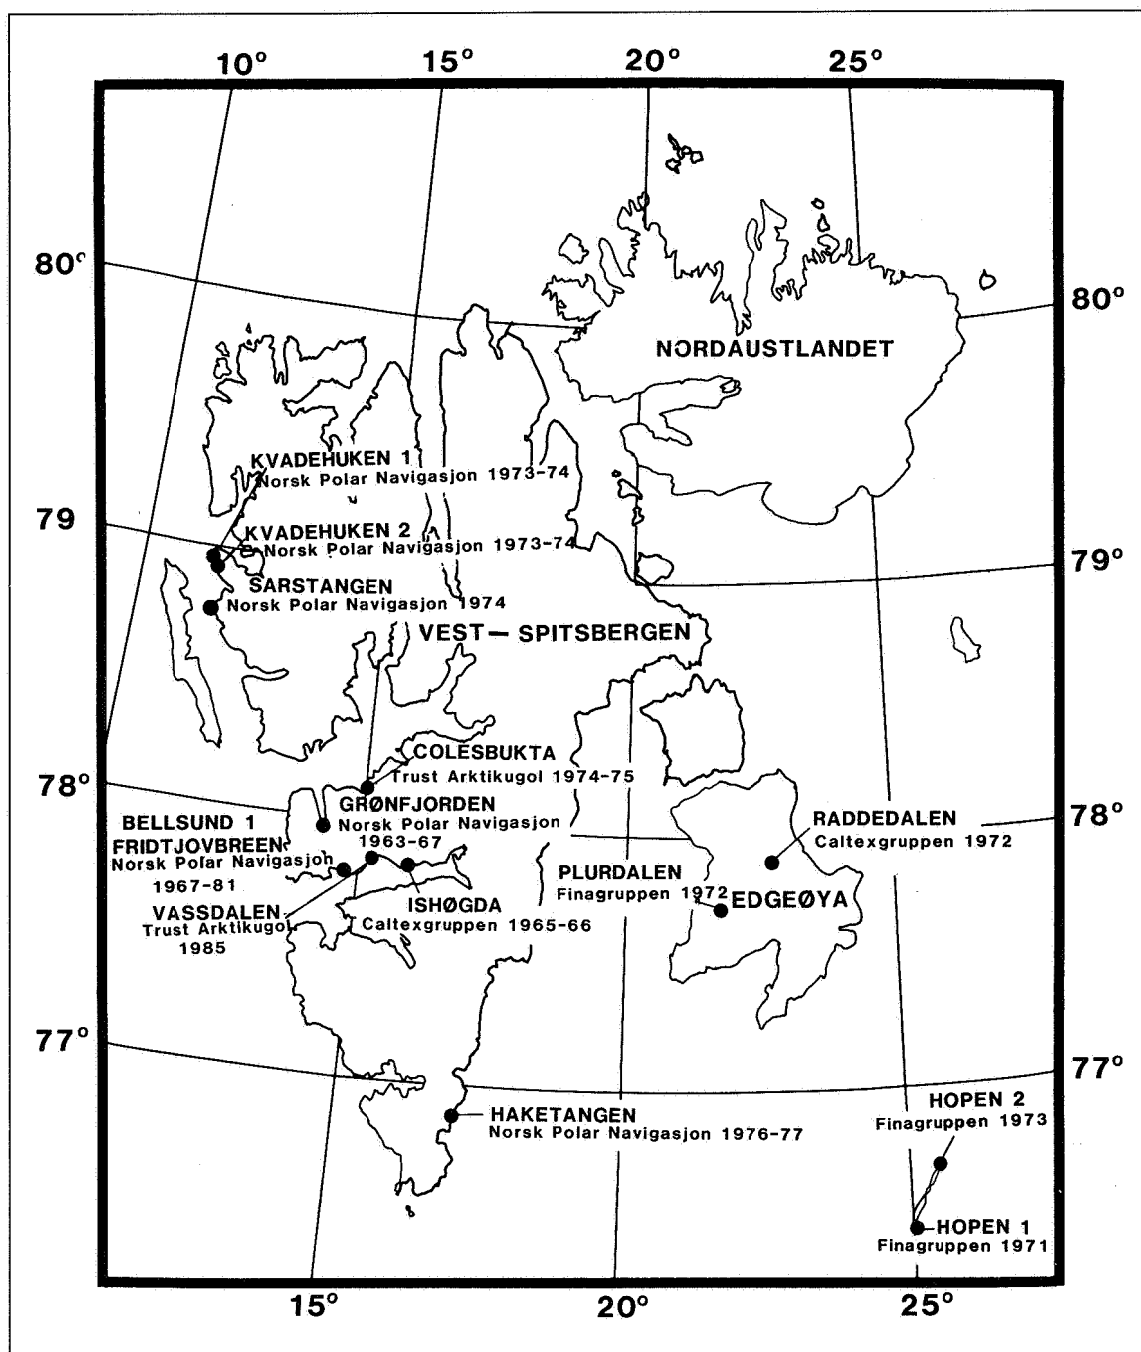 10°
15°
20°
25°
80°
80°
NORDAUSTLANDET
KVADEHUKEN 1
Norsk Polar Navigasjon 1973-74
79
KVADEHUKEN 2
Norsk Polar Navigasjon 1973-74
79°
SARSTANGEN
Norsk Polar Navigasjon 1974
VEST — SPITSBERGEN
COLESBUKTA
Trust Arktikugol 1974-75
78°
78°
GRØNFJORDEN
Norsk Polar Navigasjon
1963-67
BELLSUND 1
FRIDTJOVBREEN
Norsk Polar Navigasjon
1967-81
RADDEDALEN
Caltexgruppen 1972
PLURDALEN
Finagruppen 1972
EDGEØYA
VASSDALEN
Trust Arktikugol
1985
ISHØGDA
Caltexgruppen 1965-66
77°
77°
HAKETANGEN
Norsk Polar Navigasjon 1976-77
HOPEN 2
Finagruppen 1973
HOPEN 1
Finagruppen 1971
15°
20°
25°